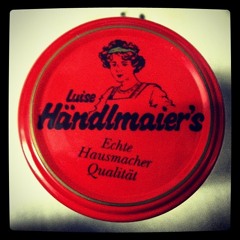 Luise
Händlmaier's
Echte
Hausmacher
Qualität